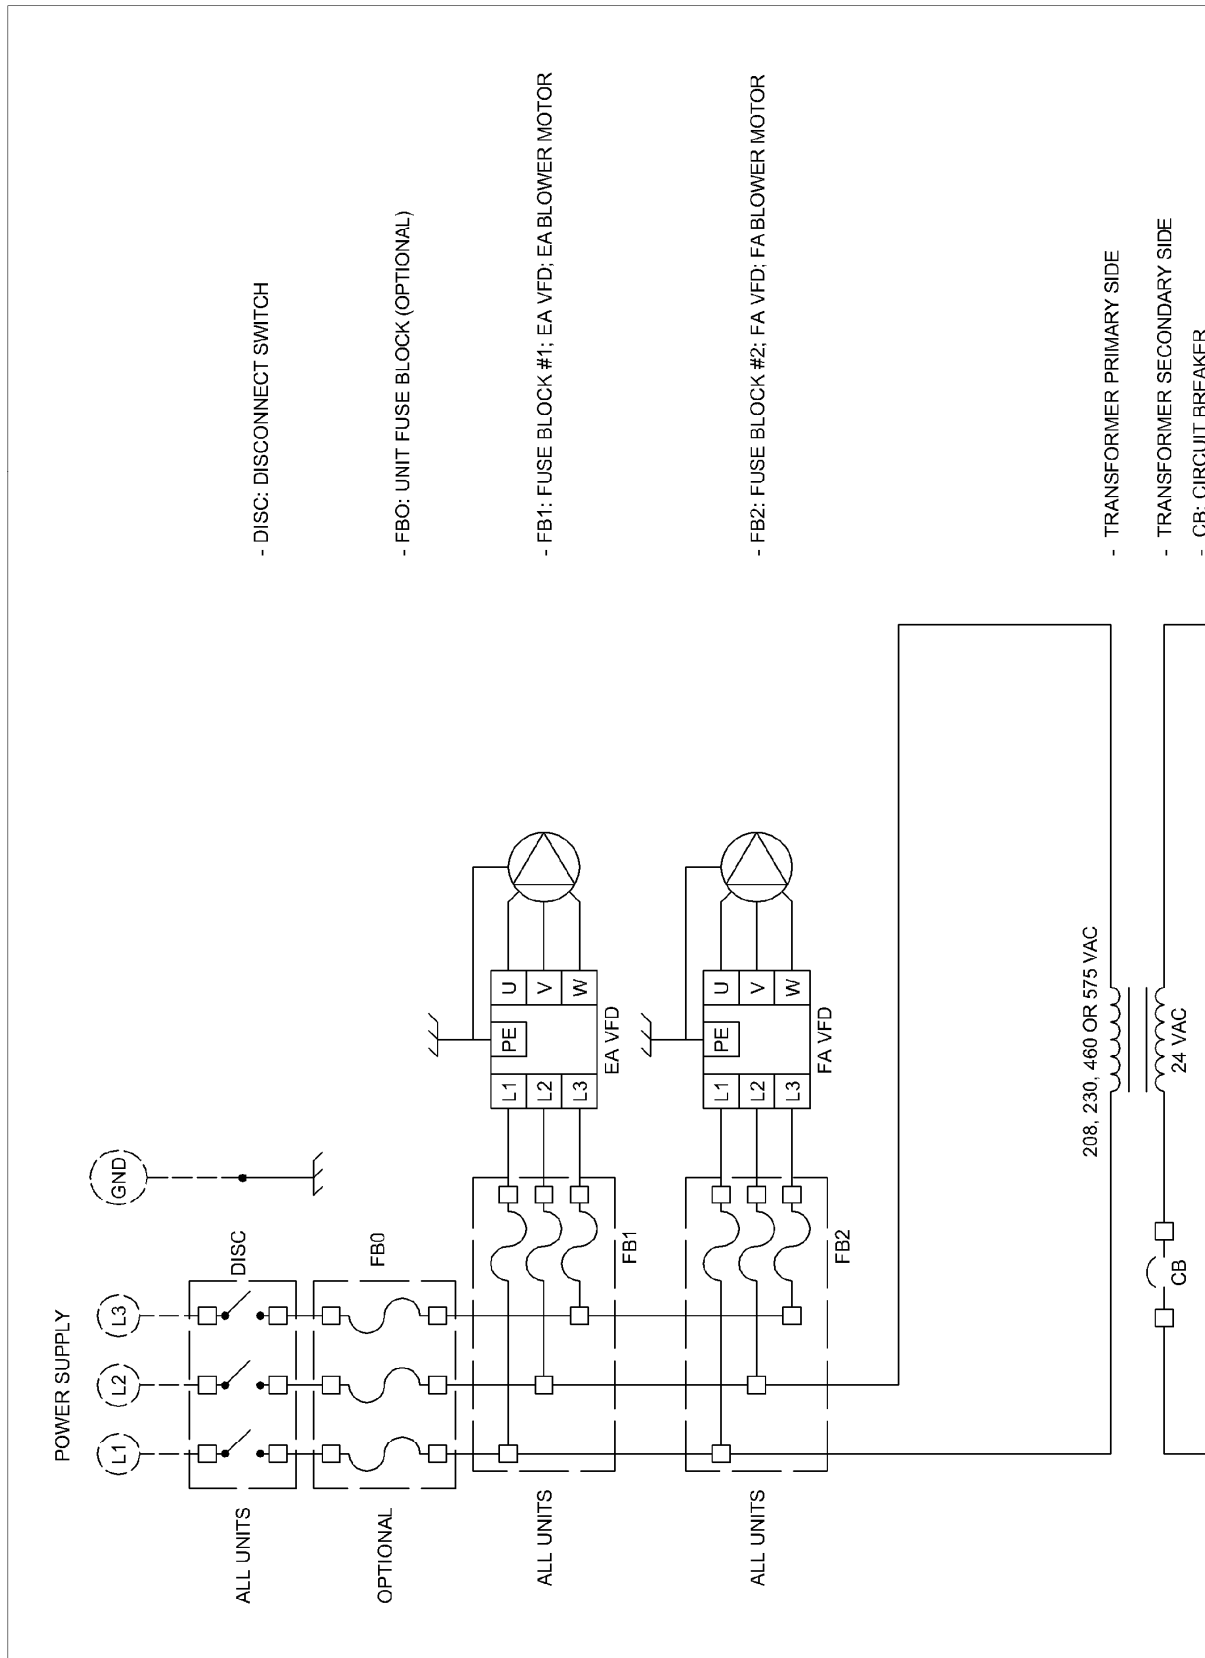 POWER SUPPLY
L1
L2
L3
GND
ALL UNITS
DISC
- DISC: DISCONNECT SWITCH
OPTIONAL
FB0
- FBO: UNIT FUSE BLOCK (OPTIONAL)
ALL UNITS
FB1
L1
L2
L3
PE
U
V
W
EA VFD
- FB1: FUSE BLOCK #1; EA VFD; EA BLOWER MOTOR
ALL UNITS
FB2
L1
L2
L3
PE
U
V
W
FA VFD
- FB2: FUSE BLOCK #2; FA VFD; FA BLOWER MOTOR
208, 230, 460 OR 575 VAC
- TRANSFORMER PRIMARY SIDE
24 VAC
- TRANSFORMER SECONDARY SIDE
CB
- CB: CIRCUIT BREAKER